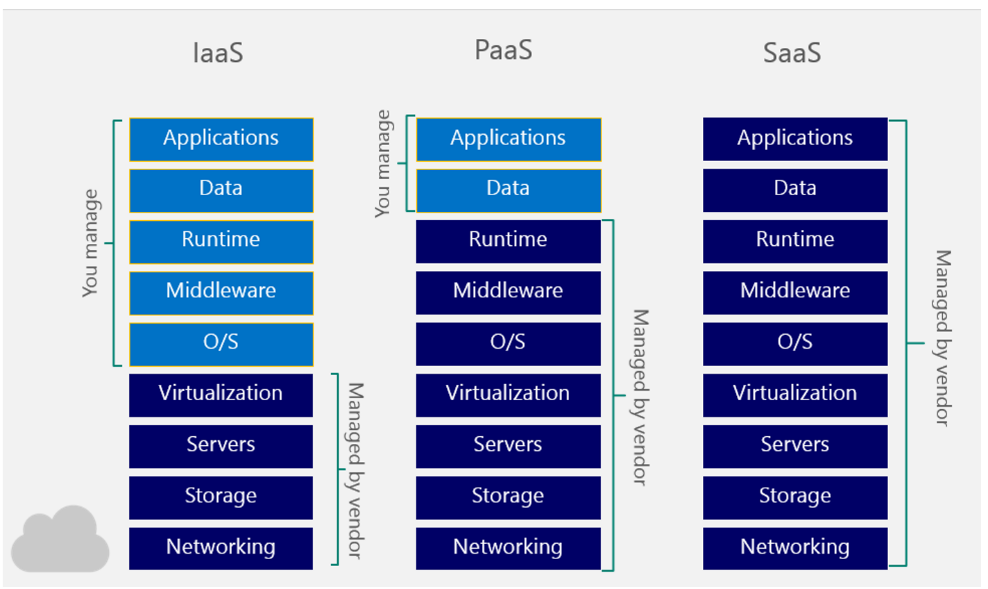 IaaS
You manage
Applications
Data
Runtime
Middleware
O/S
Virtualization
Servers
Storage
Networking
Managed by vendor
PaaS
You manage
Applications
Data
Runtime
Middleware
O/S
Virtualization
Servers
Storage
Networking
Managed by vendor
SaaS
Applications
Data
Runtime
Middleware
O/S
Virtualization
Servers
Storage
Networking
Managed by vendor